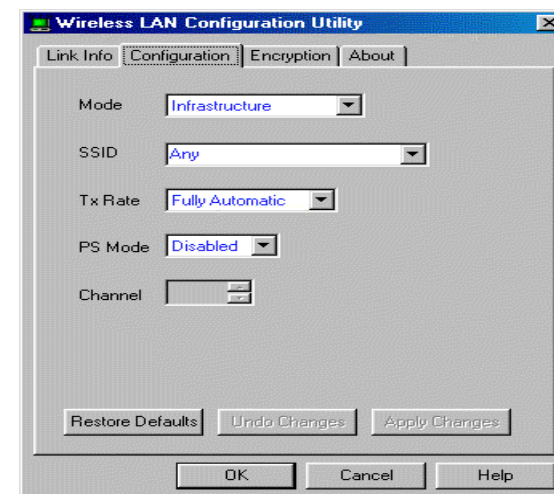 Wireless LAN Configuration Utility
Link Info Configuration Encryption About
Mode Infrastructure
SSID Any
Tx Rate Fully Automatic
PS Mode Disabled
Channel
Restore Defaults Undo Changes Apply Changes
OK Cancel Help